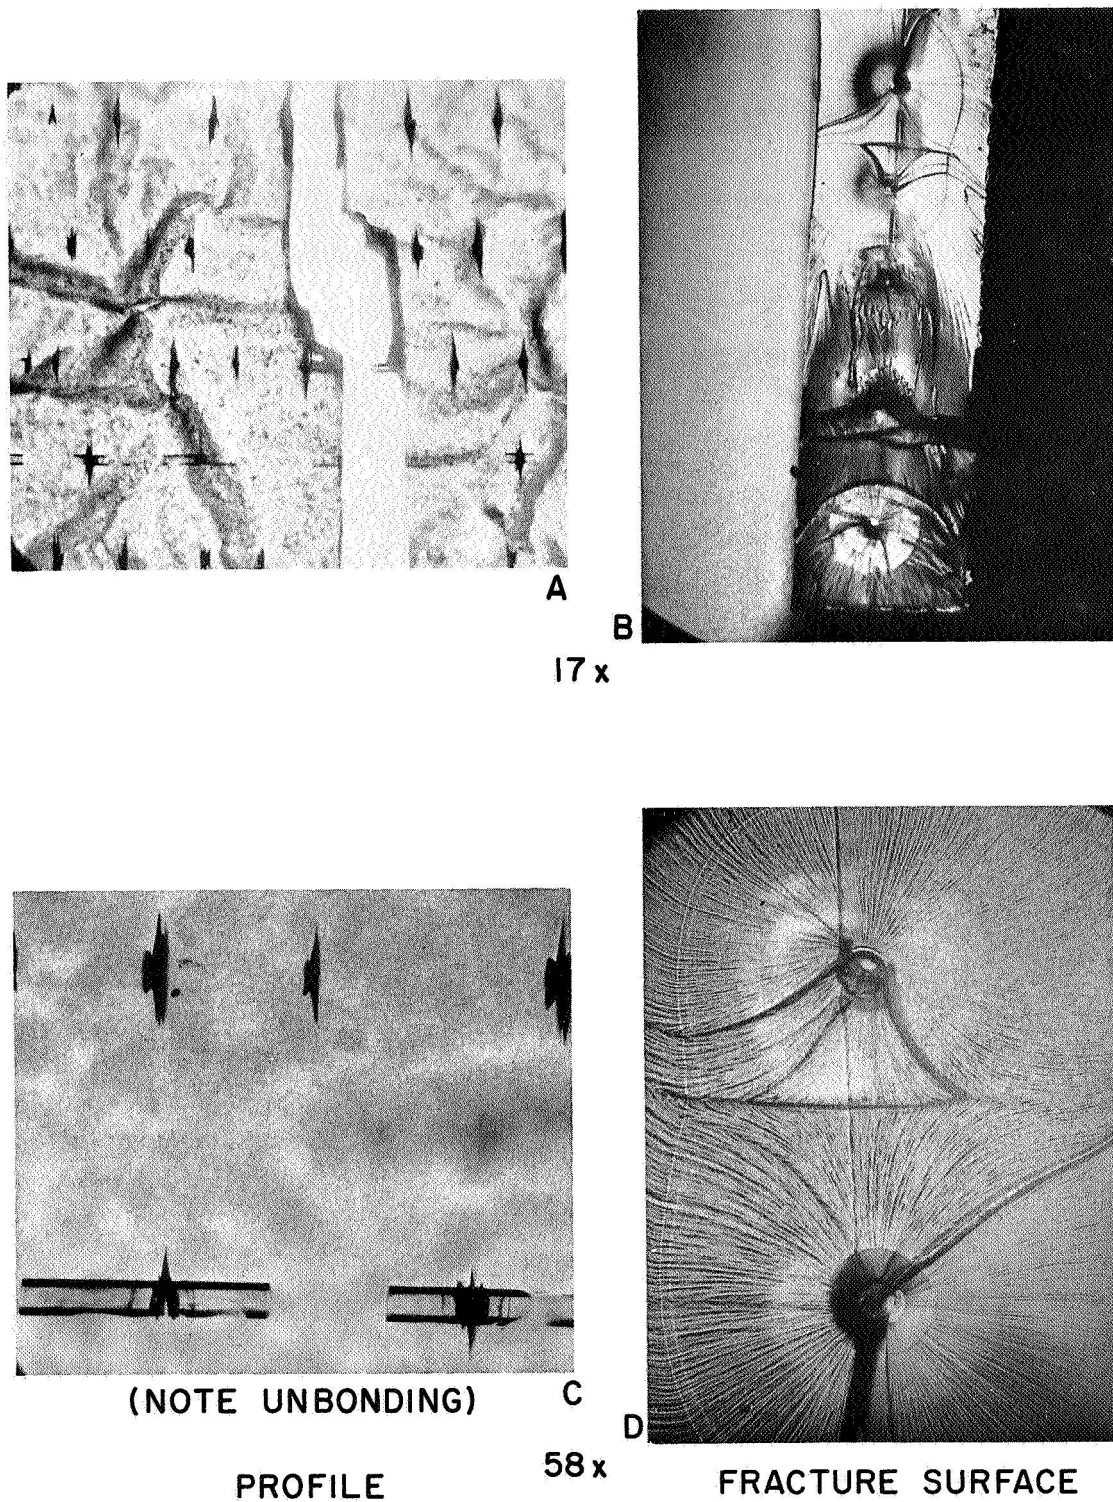 A
B
17 x
(NOTE UNBONDING)
C
D
58 x
PROFILE
FRACTURE SURFACE